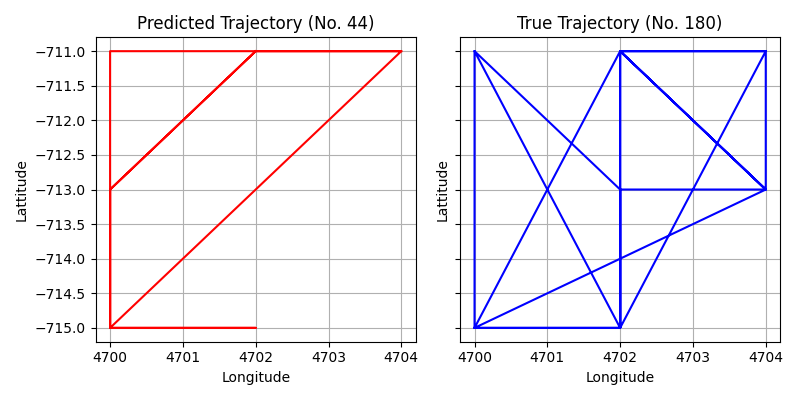 Predicted Trajectory (No. 44)
True Trajectory (No. 180)
Lattitude
−711.0
−711.5
−712.0
−712.5
−713.0
−713.5
−714.0
−714.5
−715.0
4700 4701 4702 4703 4704
Longitude
Lattitude
4700 4701 4702 4703 4704
Longitude